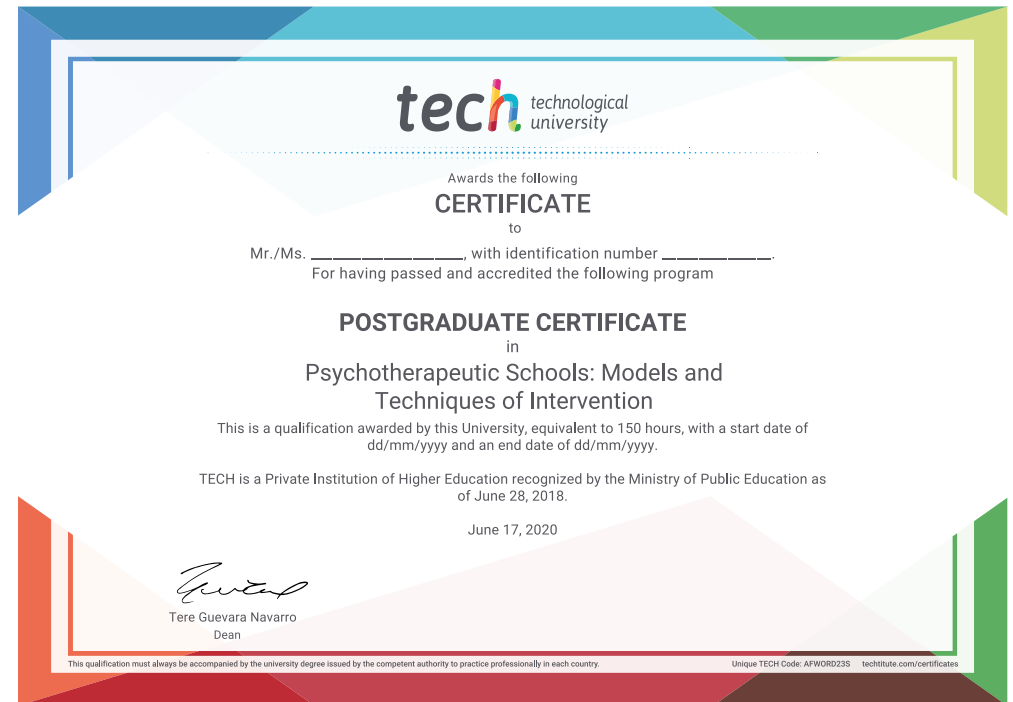 tech technological
university
Awards the following
CERTIFICATE
to
Mr./Ms. ____________________, with identification number ______________.
For having passed and accredited the following program
POSTGRADUATE CERTIFICATE
in
Psychotherapeutic Schools: Models and
Techniques of Intervention
This is a qualification awarded by this University, equivalent to 150 hours, with a start date of
dd/mm/yyyy and an end date of dd/mm/yyyy.
TECH is a Private Institution of Higher Education recognized by the Ministry of Public Education as
of June 28, 2018.
June 17, 2020
Tere Guevara Navarro
Dean
This qualification must always be accompanied by the university degree issued by the competent authority to practice professionally in each country.
Unique TECH Code: AFWORD23S techtitute.com/certificates